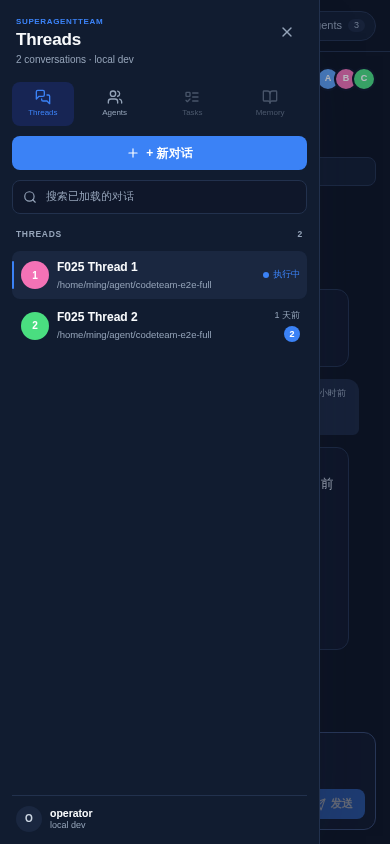 SUPERAGENTTEAM
Threads
2 conversations · local dev
Threads
Agents
Tasks
Memory
+ 新对话
搜索已加载的对话
THREADS 2
1
F025 Thread 1
/home/ming/agent/codeteam-e2e-full
执行中
2
F025 Thread 2
/home/ming/agent/codeteam-e2e-full
1 天前
2
O
operator
local dev
3
A B C
小时前
前
发送